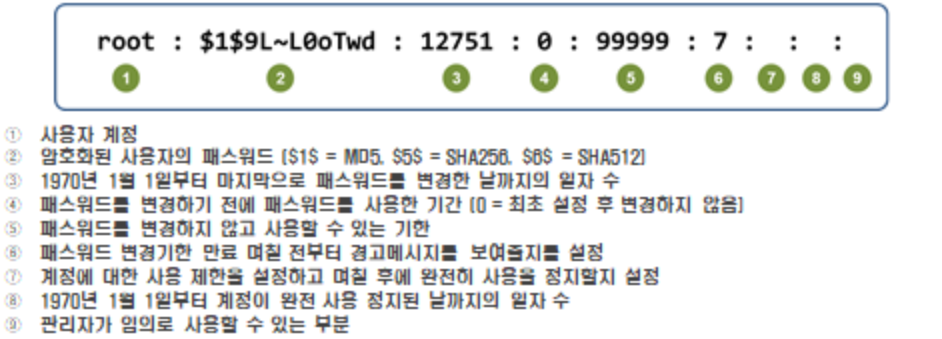 root : $1$9L~L0oTwd : 12751 : 0 : 99999 : 7 : : :
1 2 3 4 5 6 7 8 9
① 사용자 계정
② 암호화된 사용자의 패스워드 ($1$ = MD5, $5$ = SHA256, $6$ = SHA512)
③ 1970년 1월 1일부터 마지막으로 패스워드를 변경한 날까지의 일자 수
④ 패스워드를 변경하기 전에 패스워드를 사용한 기간 (0 = 최초 설정 후 변경하지 않음)
⑤ 패스워드를 변경하지 않고 사용할 수 있는 기한
⑥ 패스워드 변경기한 만료 며칠 전부터 경고메시지를 보여줄지를 설정
⑦ 계정에 대한 사용 제한을 설정하고 며칠 후에 완전히 사용을 정지할지 설정
⑧ 1970년 1월 1일부터 계정이 완전 사용 정지된 날까지의 일자 수
⑨ 관리자가 임의로 사용할 수 있는 부분